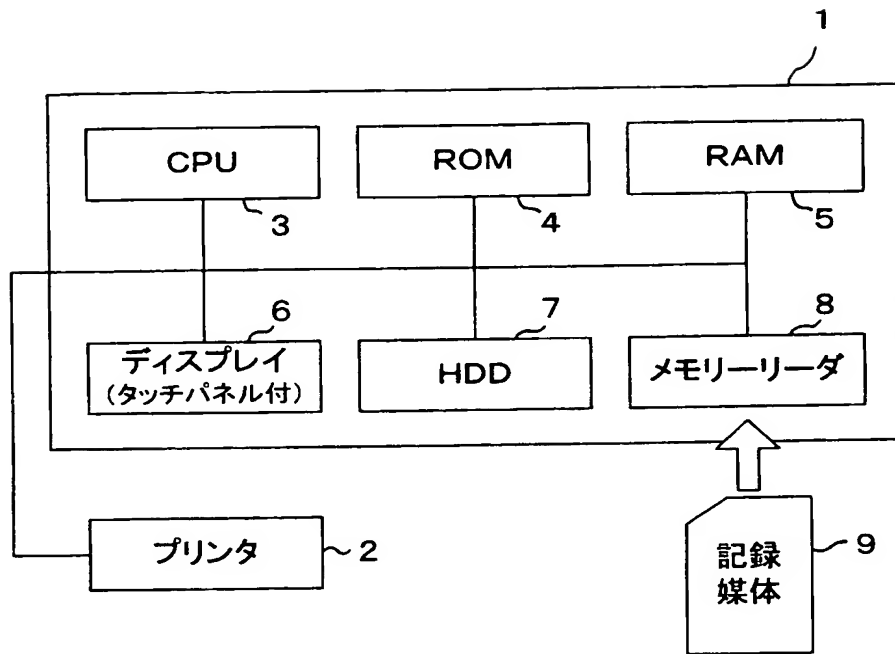 1
CPU
ROM
RAM
3
4
5
6
7
8
ディスプレイ
(タッチパネル付)
HDD
メモリーリーダ
プリンタ
2
記録
媒体
9